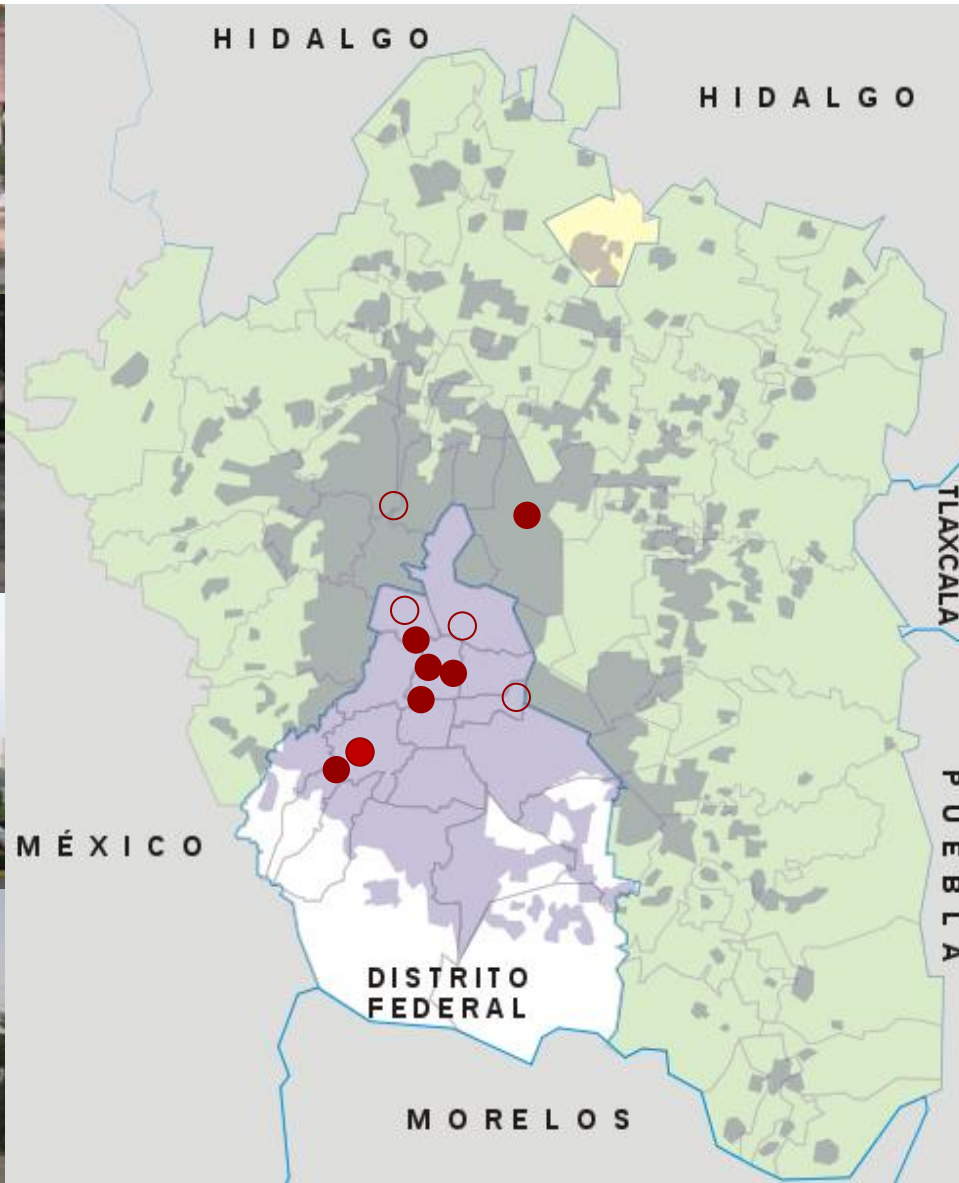 HIDALGO
HIDALGO
TLAXCALA
MÉXICO
PUEBLA
DISTRITO
FEDERAL
MORELOS